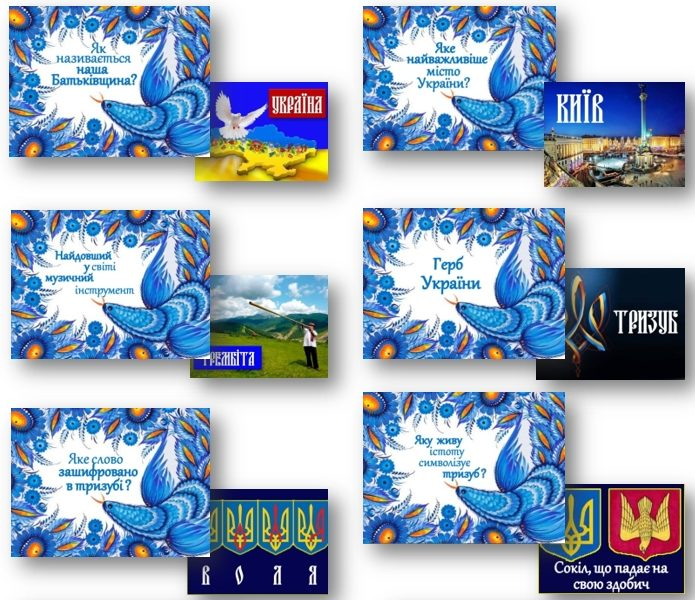 Як
називається
наша
Батьківщина?
УКРАЇНА
Яке
найважливіше
місто
України?
КИЇВ
Найдовший
у світі
музичний
інструмент
ТРЕМБІТА
Герб
України
ТРИЗУБ
Яке слово
зашифровано
в тризубі?
В О Л Я
Яку живу
істоту
символізує
тризуб?
Сокіл, що падає на
свою здобич